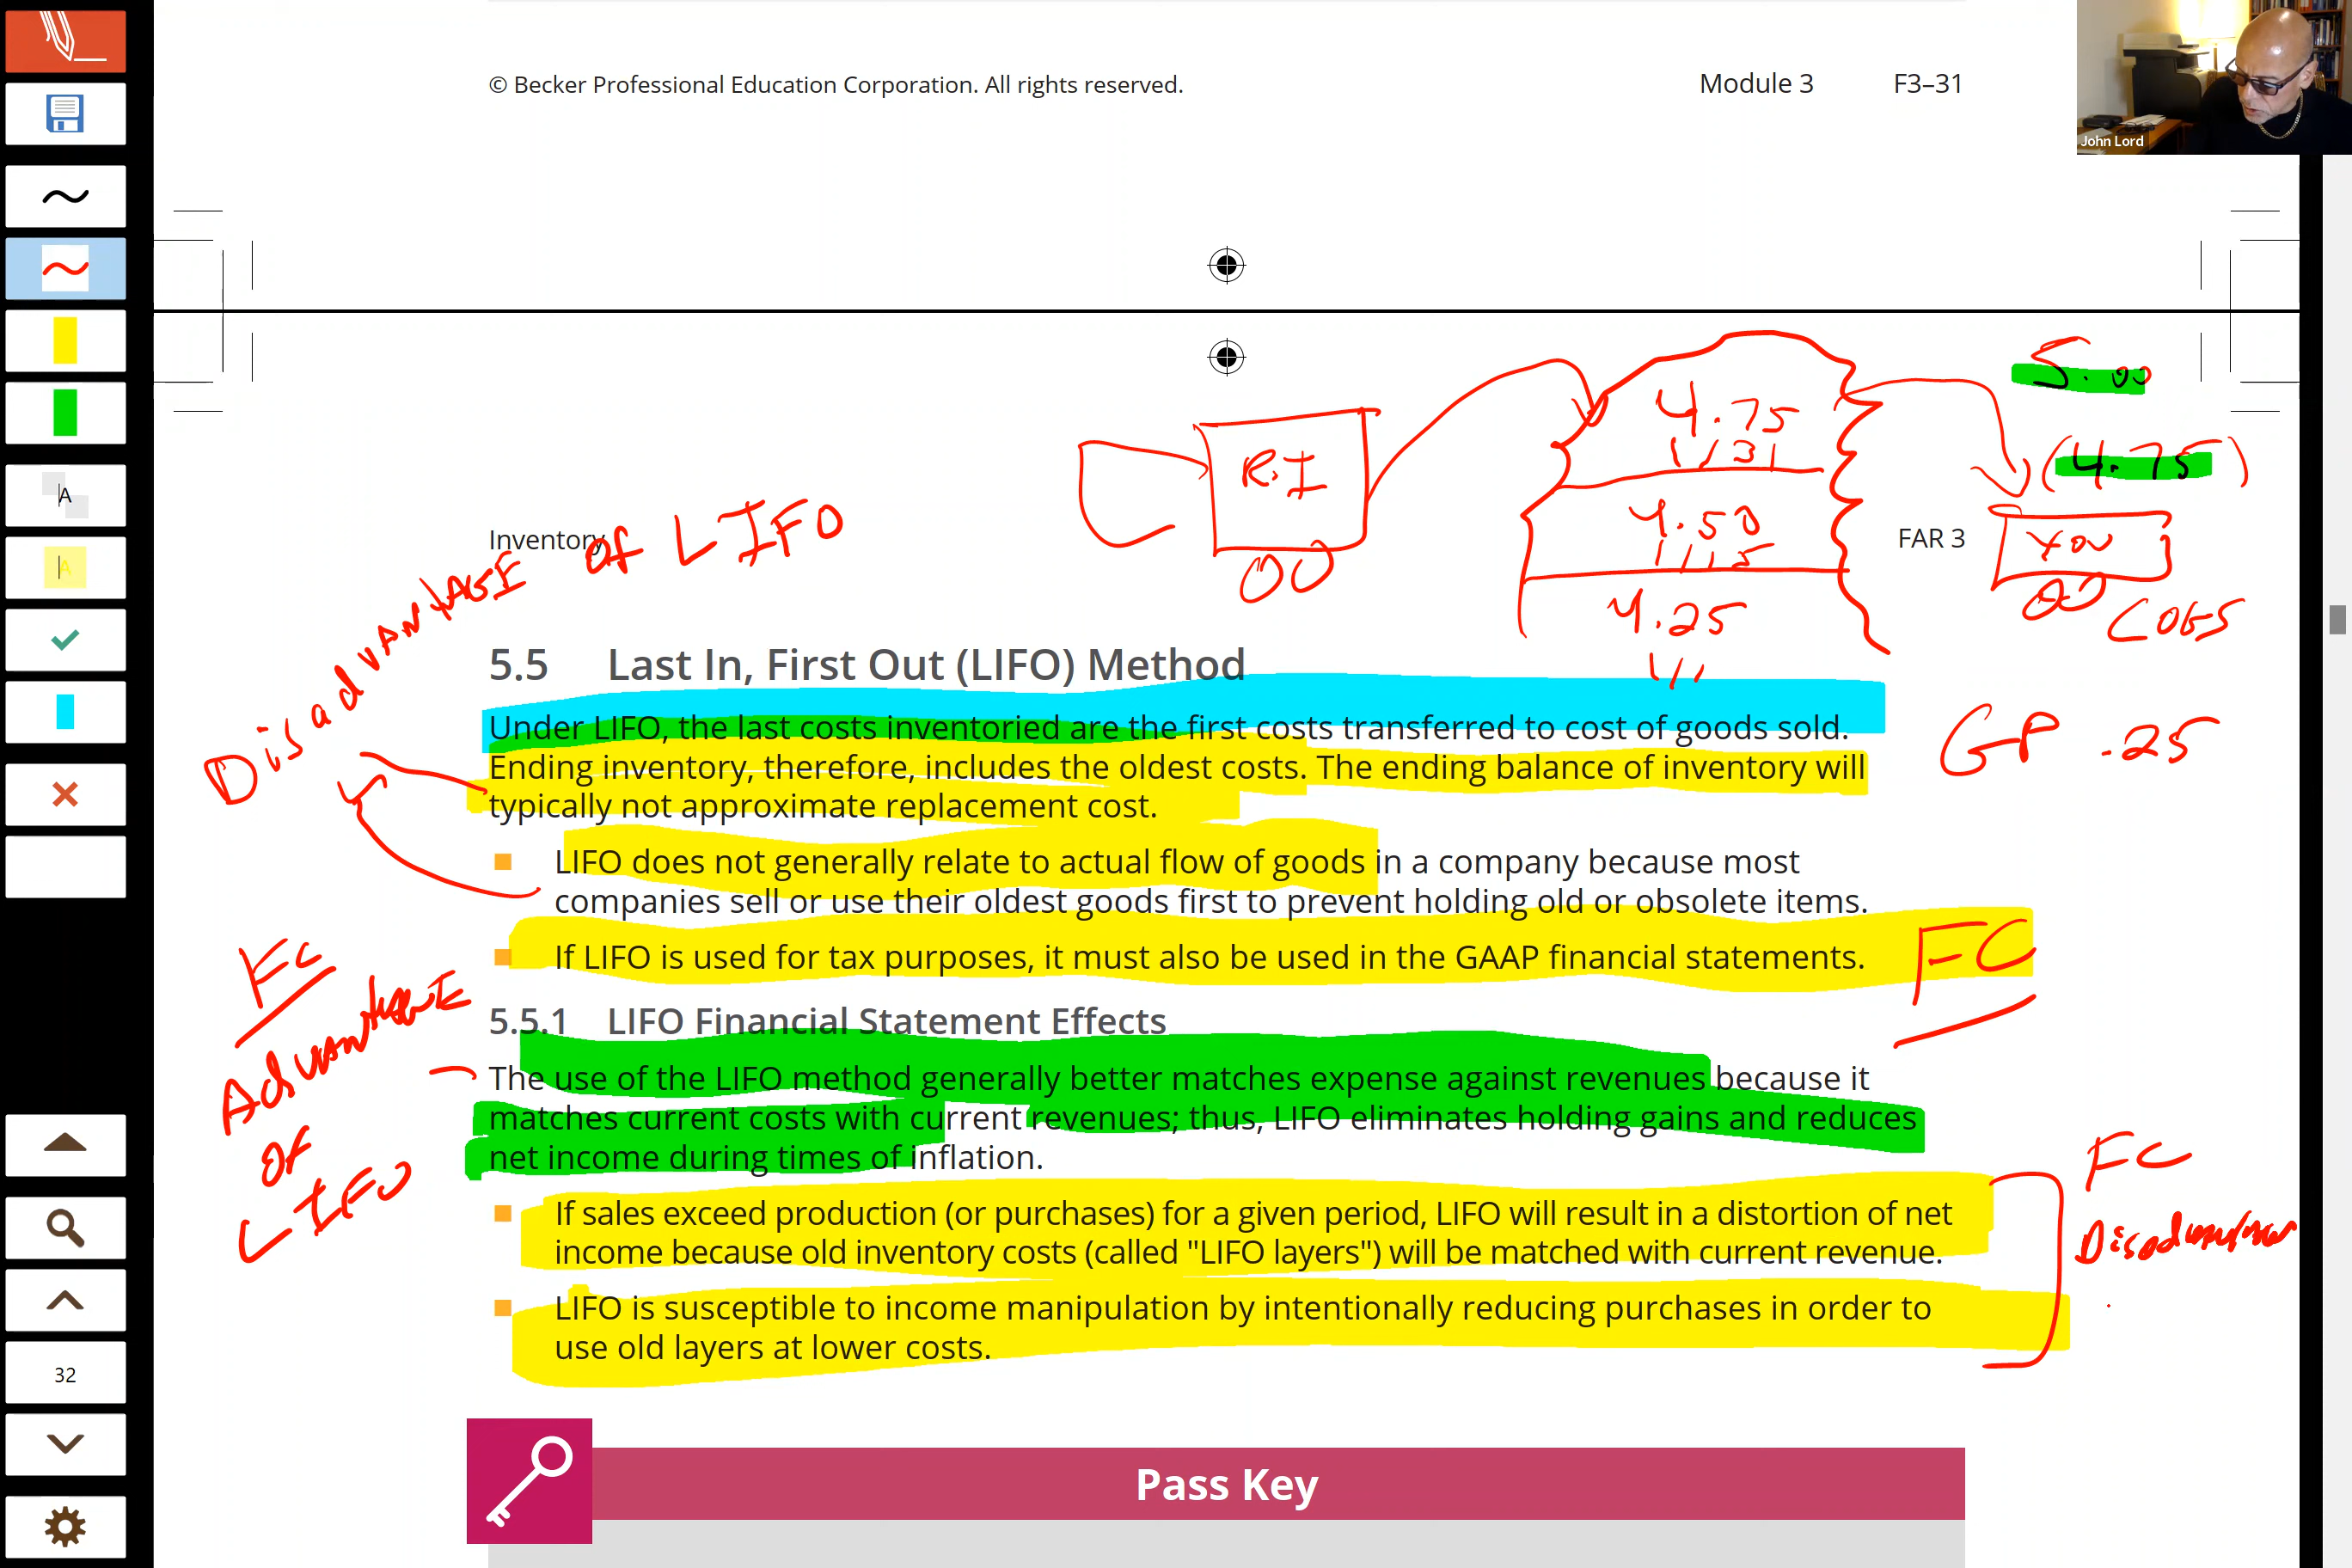 © Becker Professional Education Corporation. All rights reserved.
Module 3
F3–31
John Lord
A
A
5.00
4.75
1/31
(4.75)
R.I
4.50
1/15
You
COGS
Inventory
FAR 3
Disadvantage of LIFO
4.25
1/1
5.5 Last In, First Out (LIFO) Method
GP .25
Under LIFO, the last costs inventoried are the first costs transferred to cost of goods sold.
Ending inventory, therefore, includes the oldest costs. The ending balance of inventory will
typically not approximate replacement cost.
LIFO does not generally relate to actual flow of goods in a company because most
companies sell or use their oldest goods first to prevent holding old or obsolete items.
If LIFO is used for tax purposes, it must also be used in the GAAP financial statements.
FC
FC
Advantage
of
LIFO
5.5.1 LIFO Financial Statement Effects
The use of the LIFO method generally better matches expense against revenues because it
matches current costs with current revenues; thus, LIFO eliminates holding gains and reduces
net income during times of inflation.
FC
If sales exceed production (or purchases) for a given period, LIFO will result in a distortion of net
income because old inventory costs (called "LIFO layers") will be matched with current revenue.
LIFO is susceptible to income manipulation by intentionally reducing purchases in order to
use old layers at lower costs.
32
Pass Key